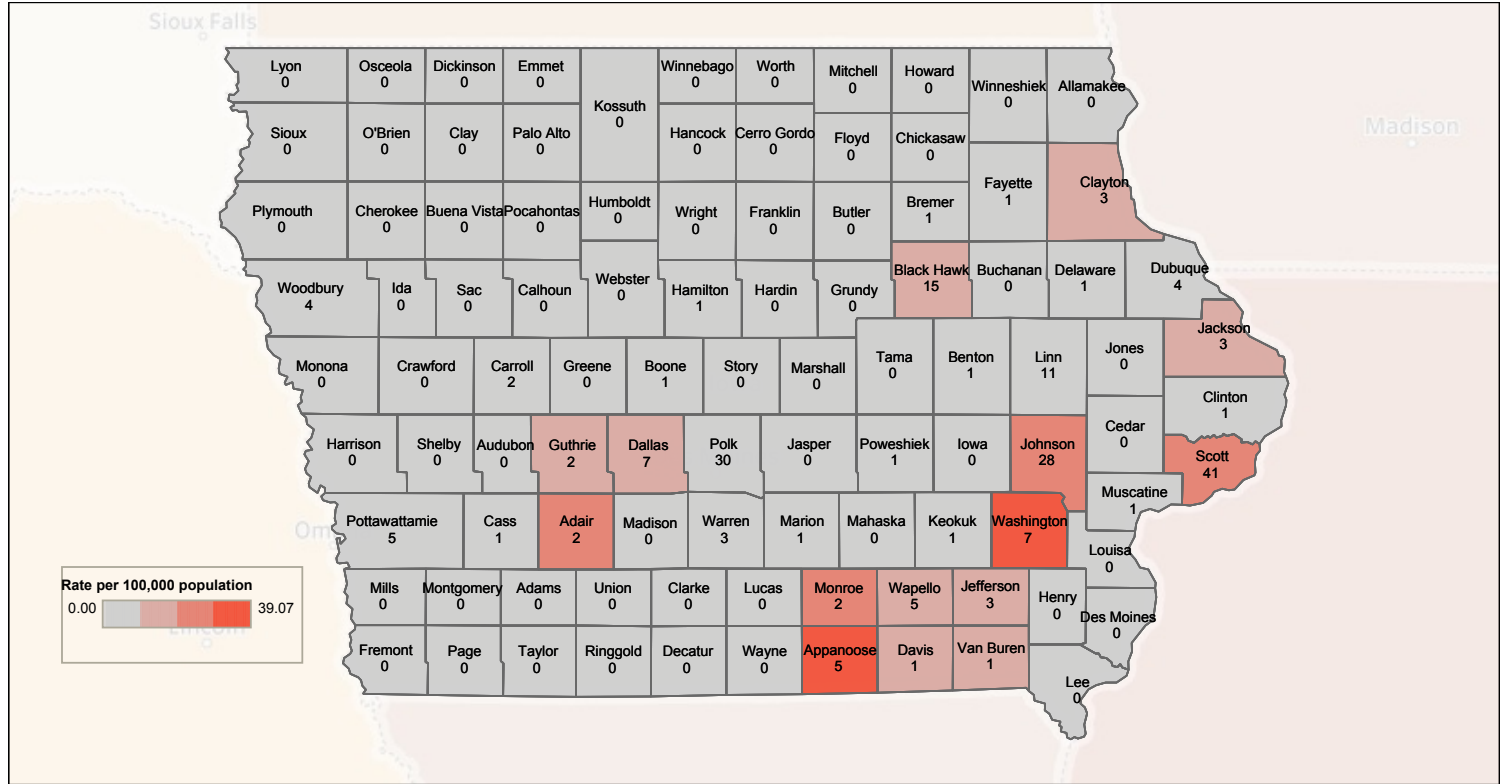 Sioux Falls
Lyon
0
Osceola
0
Dickinson
0
Emmet
0
Kossuth
0
Winnebago
0
Worth
0
Mitchell
0
Howard
0
Winneshiek
0
Allamakee
0
Madison
Sioux
0
O'Brien
0
Clay
0
Palo Alto
0
Hancock
0
Cerro Gordo
0
Floyd
0
Chickasaw
0
Fayette
1
Clayton
3
Plymouth
0
Cherokee
0
Buena Vista
0
Pocahontas
0
Humboldt
0
Wright
0
Franklin
0
Butler
0
Bremer
1
Woodbury
4
Ida
0
Sac
0
Calhoun
0
Webster
0
Hamilton
1
Hardin
0
Grundy
0
Black Hawk
15
Buchanan
0
Delaware
1
Dubuque
4
Jackson
3
Monona
0
Crawford
0
Carroll
2
Greene
0
Boone
1
Story
0
Marshall
0
Tama
0
Benton
1
Linn
11
Jones
0
Clinton
1
Harrison
0
Shelby
0
Audubon
0
Guthrie
2
Dallas
7
Polk
30
Jasper
0
Poweshiek
1
Iowa
0
Johnson
28
Cedar
0
Scott
41
Muscatine
1
Pottawattamie
5
Cass
1
Adair
2
Madison
0
Warren
3
Marion
1
Mahaska
0
Keokuk
1
Washington
7
Louisa
0
Mills
0
Montgomery
0
Adams
0
Union
0
Clarke
0
Lucas
0
Monroe
2
Wapello
5
Jefferson
3
Henry
0
Des Moines
0
Fremont
0
Page
0
Taylor
0
Ringgold
0
Decatur
0
Wayne
0
Appanoose
5
Davis
1
Van Buren
1
Lee
0
Rate per 100,000 population
0.00
39.07
Lincoln